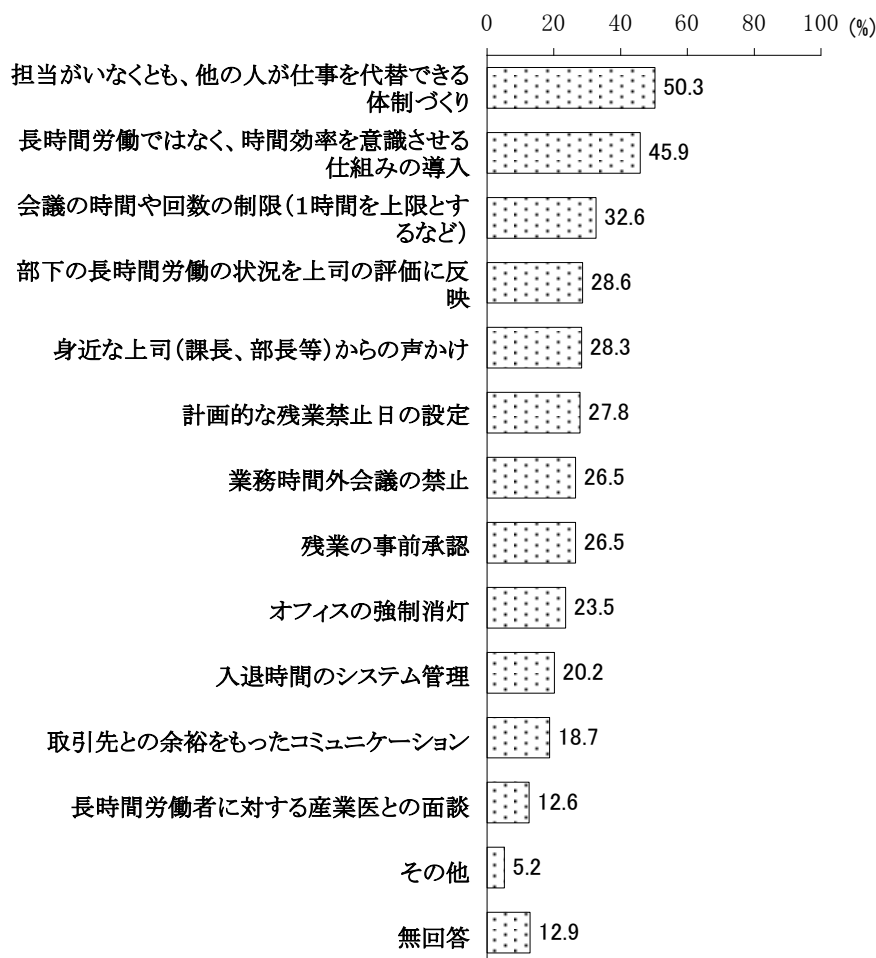 0 20 40 60 80 100 (%)
担当がいなくとも、他の人が仕事を代替できる
体制づくり
50.3
長時間労働ではなく、時間効率を意識させる
仕組みの導入
45.9
会議の時間や回数の制限(1時間を上限とす
るなど)
32.6
部下の長時間労働の状況を上司の評価に反
映
28.6
身近な上司(課長、部長等)からの声かけ
28.3
計画的な残業禁止日の設定
27.8
業務時間外会議の禁止
26.5
残業の事前承認
26.5
オフィスの強制消灯
23.5
入退時間のシステム管理
20.2
取引先との余裕をもったコミュニケーション
18.7
長時間労働者に対する産業医との面談
12.6
その他
5.2
無回答
12.9